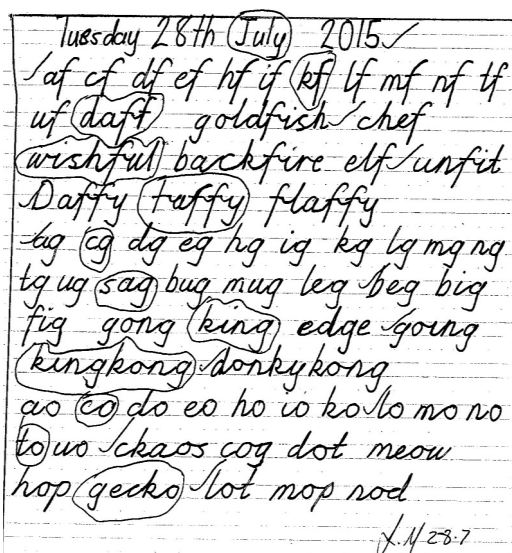 Tuesday 28th July 2015
af cf df ef hf if kf lf mf nf tf
uf daft goldfish chef
wishful backfire elf unfit
Daffy taffy flaffy
ag cg dg eg hg ig kg lg mg ng
tg ug sag bug mug leg beg big
fig gong king edge going
kingkong donkykong
ao co do eo ho io ko lo mo no
to uo ckaos cog dot meow
hop gecko lot mop nod
28.7